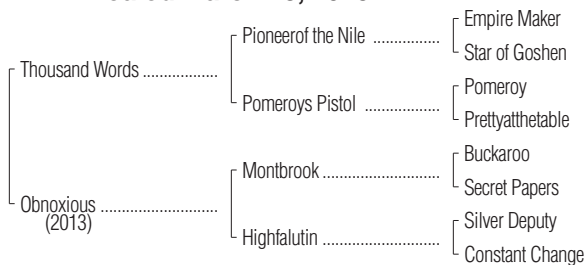 Empire Maker
Pioneerof the Nile ................
Star of Goshen
Thousand Words ..................
Pomeroy
Pomeroys Pistol ..................
Prettyatthetable
Buckaroo
Montbrook ............................
Secret Papers
Obnoxious ............................
(2013)
Silver Deputy
Highfalutin ...........................
Constant Change